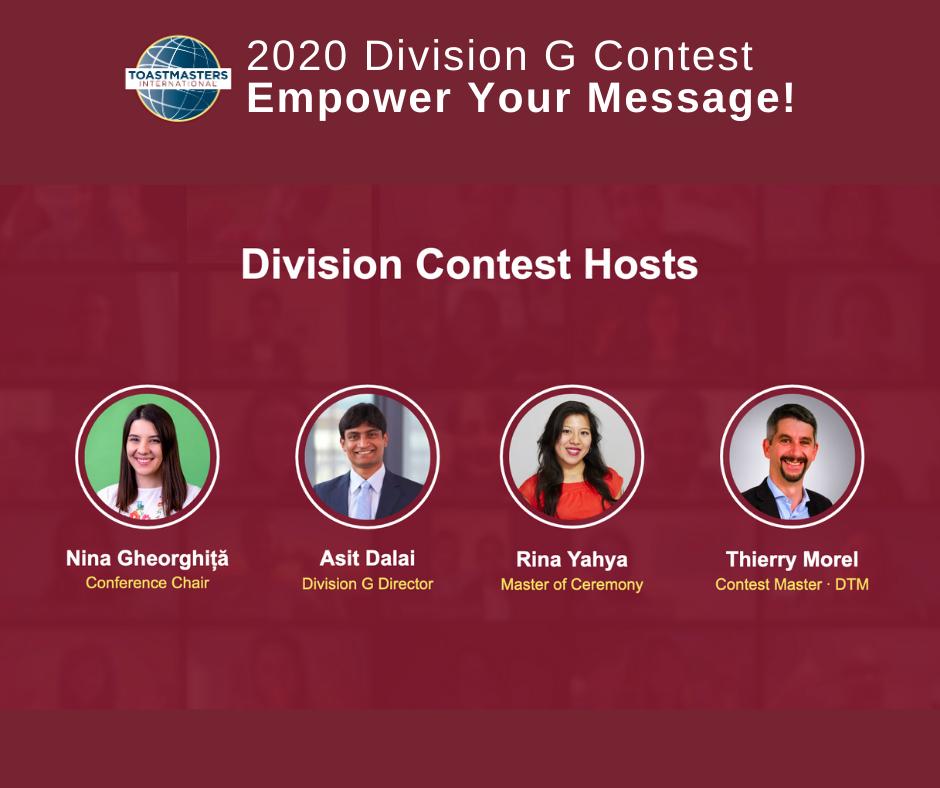 TOASTMASTERS
INTERNATIONAL
2020 Division G Contest
Empower Your Message!
Division Contest Hosts
Nina Gheorghiță
Conference Chair
Asit Dalai
Division G Director
Rina Yahya
Master of Ceremony
Thierry Morel
Contest Master · DTM